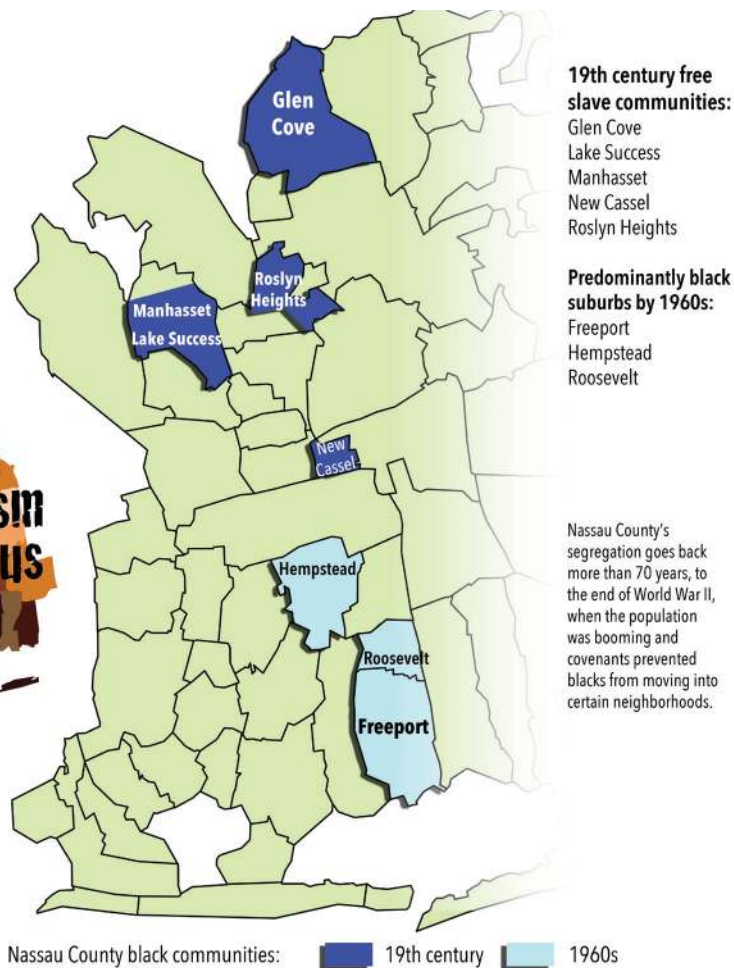 Glen
Cove
Roslyn
Heights
Manhasset
Lake Success
New
Cassel
Hempstead
Roosevelt
Freeport
sm
us
19th century free
slave communities:
Glen Cove
Lake Success
Manhasset
New Cassel
Roslyn Heights
Predominantly black
suburbs by 1960s:
Freeport
Hempstead
Roosevelt
Nassau County's
segregation goes back
more than 70 years, to
the end of World War II,
when the population
was booming and
covenants prevented
blacks from moving into
certain neighborhoods.
Nassau County black communities:
19th century
1960s